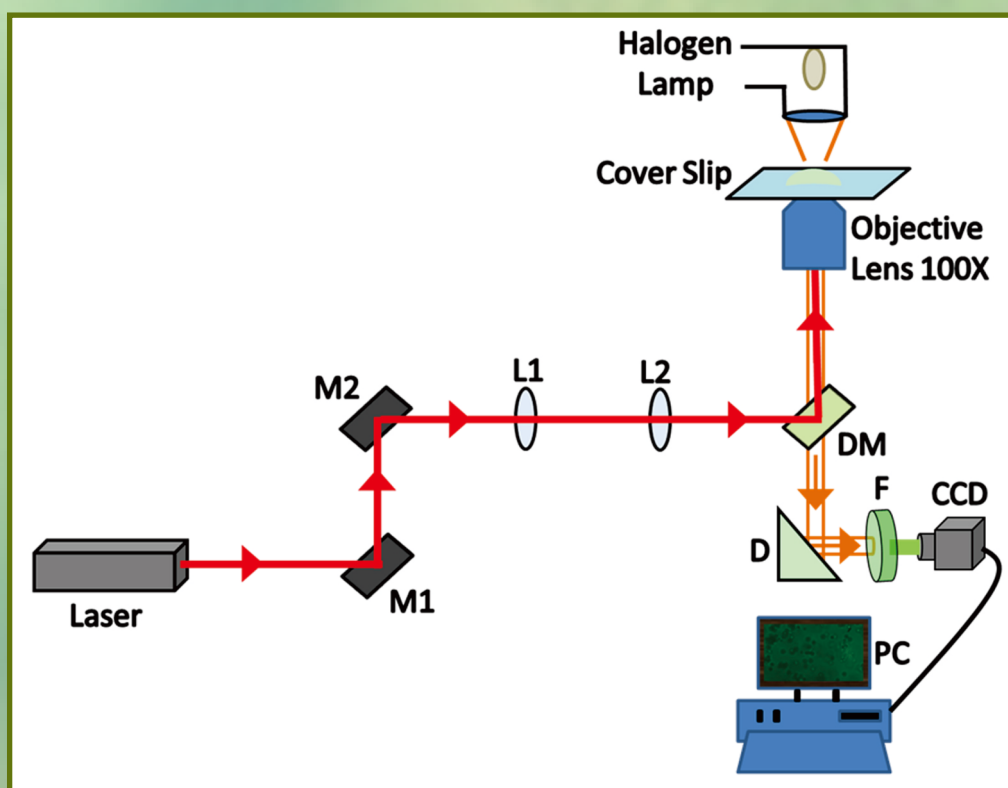 Halogen
Lamp
Cover Slip
Objective
Lens 100X
M2
L1
L2
DM
F
CCD
D
Laser
M1
PC